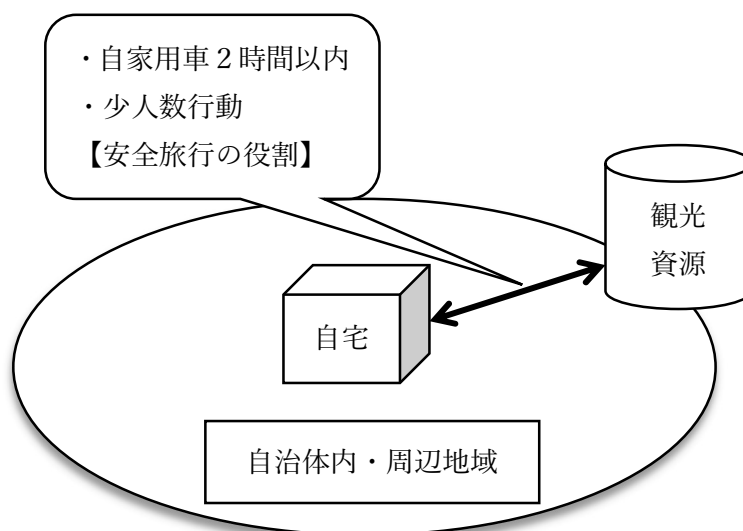 ・自家用車２時間以内
・少人数行動
【安全旅行の役割】
観光
資源
自宅
自治体内・周辺地域